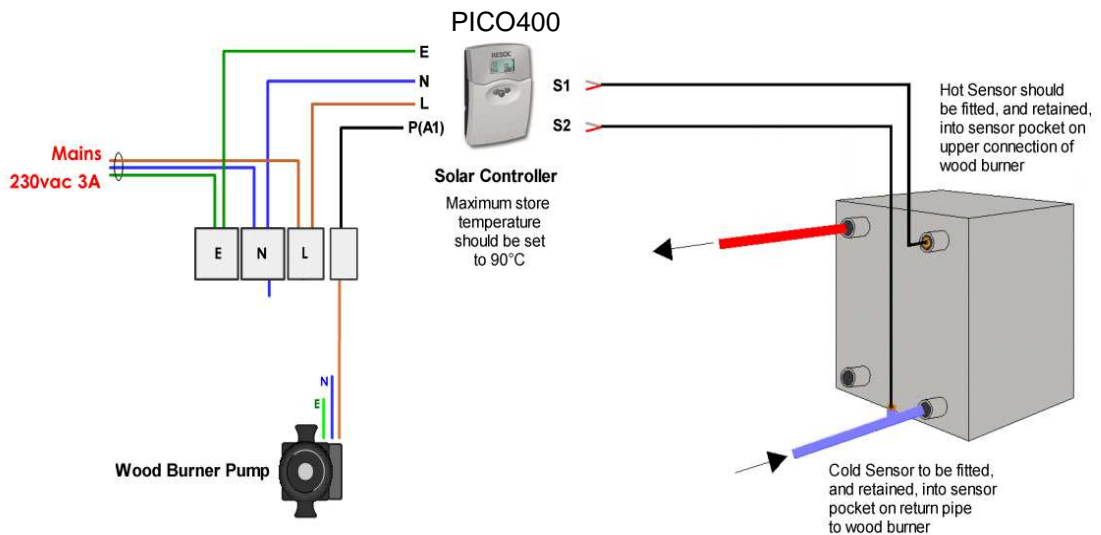 PICO400
RESOL
E
N
L
P(A1)
S1
S2
Mains
230vac 3A
Solar Controller
Maximum store
temperature
should be set
to 90°C
Hot Sensor should
be fitted, and retained,
into sensor pocket on
upper connection of
wood burner
E
N
L
N
E
Wood Burner Pump
Cold Sensor to be fitted,
and retained, into sensor
pocket on return pipe
to wood burner